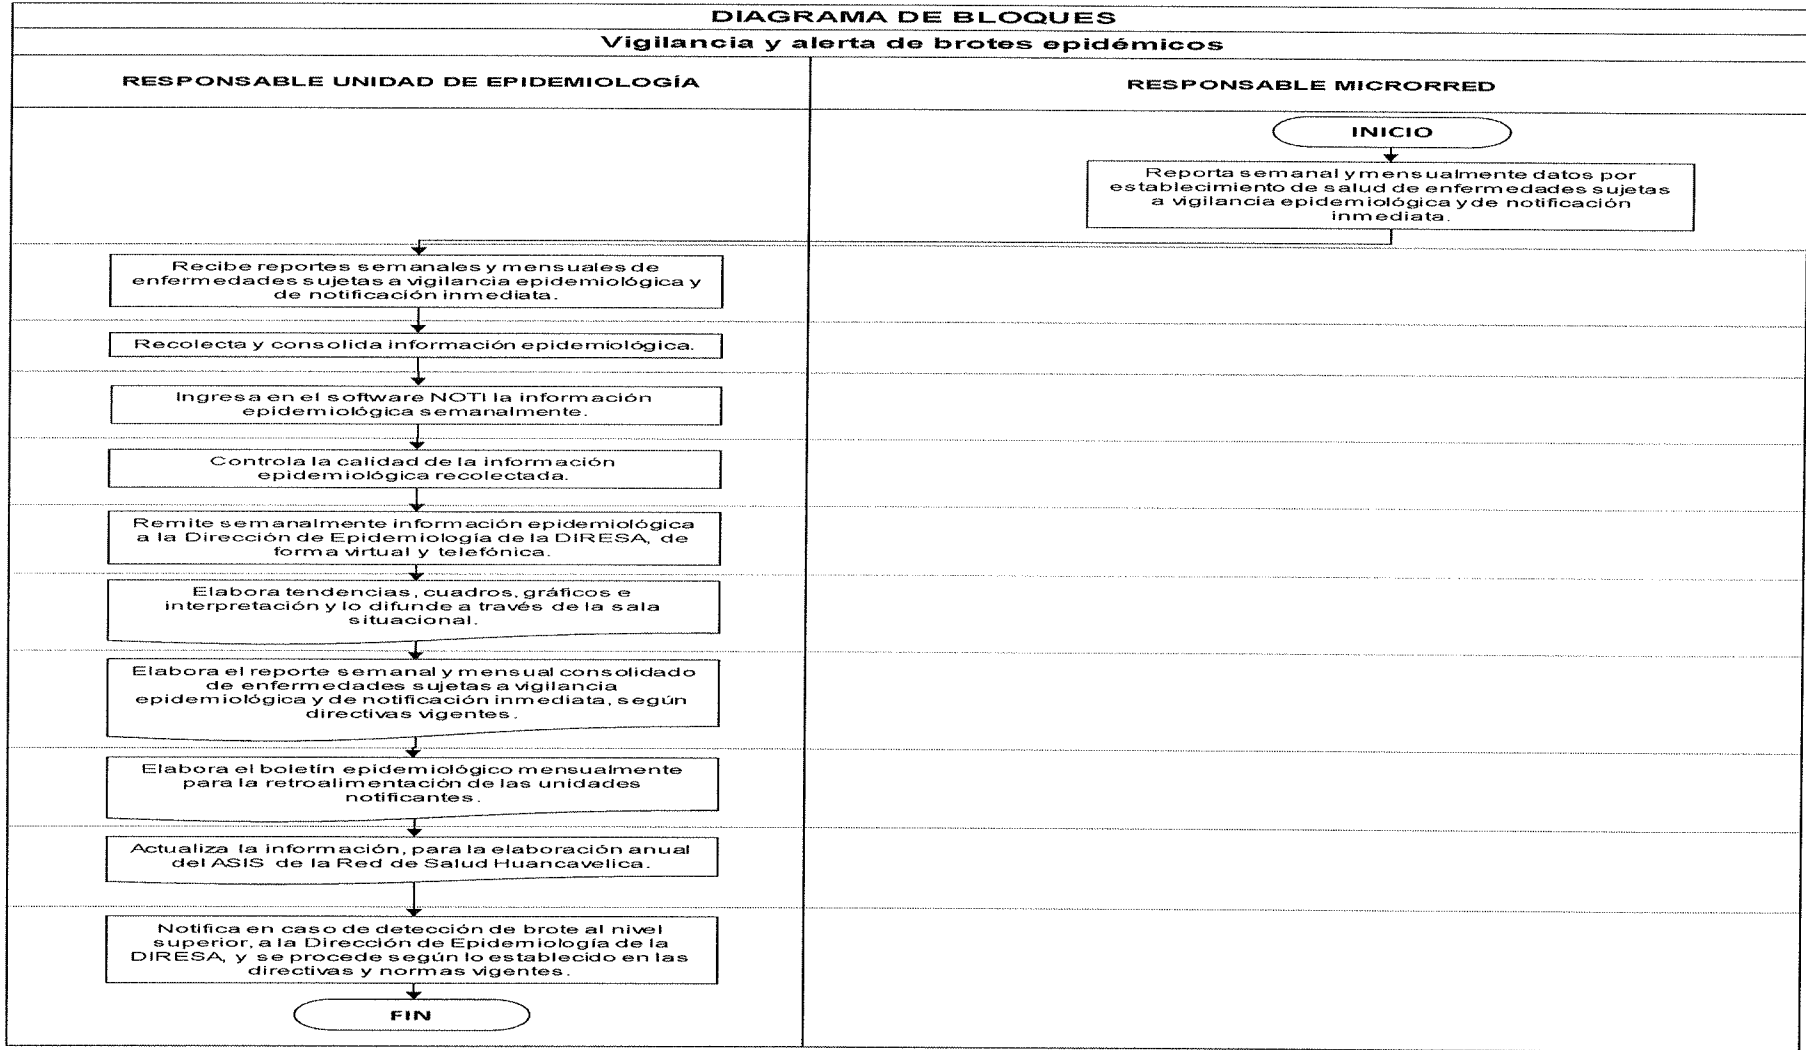 DIAGRAMA DE BLOQUES
Vigilancia y alerta de brotes epidémicos
RESPONSABLE UNIDAD DE EPIDEMIOLOGÍA
RESPONSABLE MICRORRED
INICIO
Reporta semanal y mensualmente datos por
establecimiento de salud de enfermedades sujetas
a vigilancia epidemiológica y de notificación
inmediata.
Recibe reportes semanales y mensuales de
enfermedades sujetas a vigilancia epidemiológica y
de notificación inmediata.
Recolecta y consolida información epidemiológica.
Ingresa en el software NOTI la información
epidemiológica semanalmente.
Controla la calidad de la información
epidemiológica recolectada.
Remite semanalmente información epidemiológica
a la Dirección de Epidemiología de la DIRESA, de
forma virtual y telefónica.
Elabora tendencias, cuadros, gráficos e
interpretación y lo difunde a través de la sala
situacional.
Elabora el reporte semanal y mensual consolidado
de enfermedades sujetas a vigilancia
epidemiológica y de notificación inmediata, según
directivas vigentes.
Elabora el boletín epidemiológico mensualmente
para la retroalimentación de las unidades
notificantes.
Actualiza la información, para la elaboración anual
del ASIS de la Red de Salud Huancavelica.
Notifica en caso de detección de brote al nivel
superior, a la Dirección de Epidemiología de la
DIRESA, y se procede según lo establecido en las
directivas y normas vigentes.
FIN